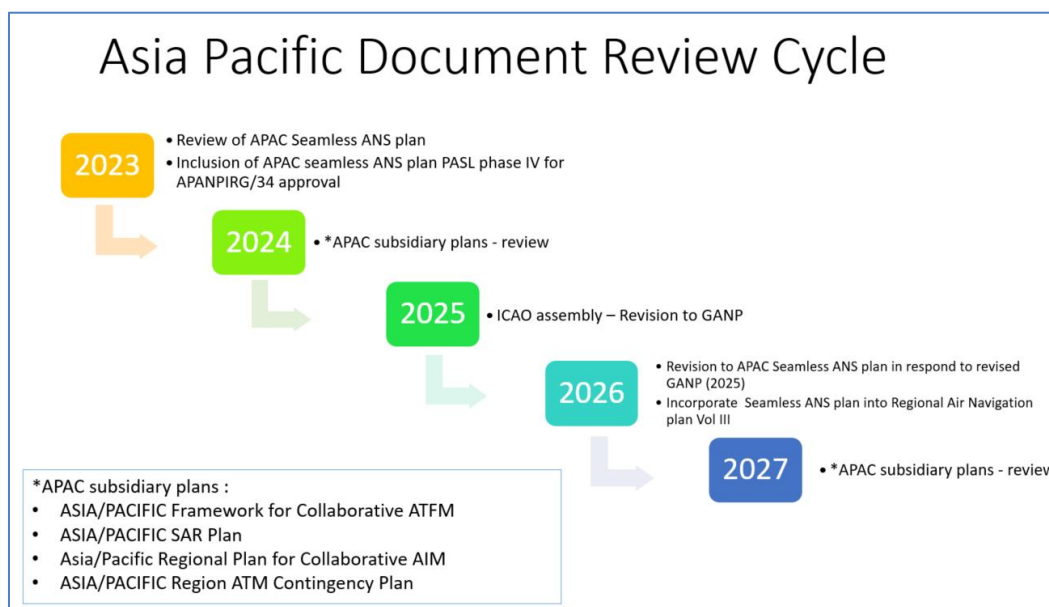 Asia Pacific Document Review Cycle
2023
• Review of APAC Seamless ANS plan
• Inclusion of APAC seamless ANS plan PASL phase IV for
APANPIRG/34 approval
2024
• *APAC subsidiary plans - review
2025
• ICAO assembly – Revision to GANP
2026
• Revision to APAC Seamless ANS plan in respond to revised
GANP (2025)
• Incorporate Seamless ANS plan into Regional Air Navigation
plan Vol III
2027
• *APAC subsidiary plans - review
*APAC subsidiary plans :
• ASIA/PACIFIC Framework for Collaborative ATFM
• ASIA/PACIFIC SAR Plan
• Asia/Pacific Regional Plan for Collaborative AIM
• ASIA/PACIFIC Region ATM Contingency Plan